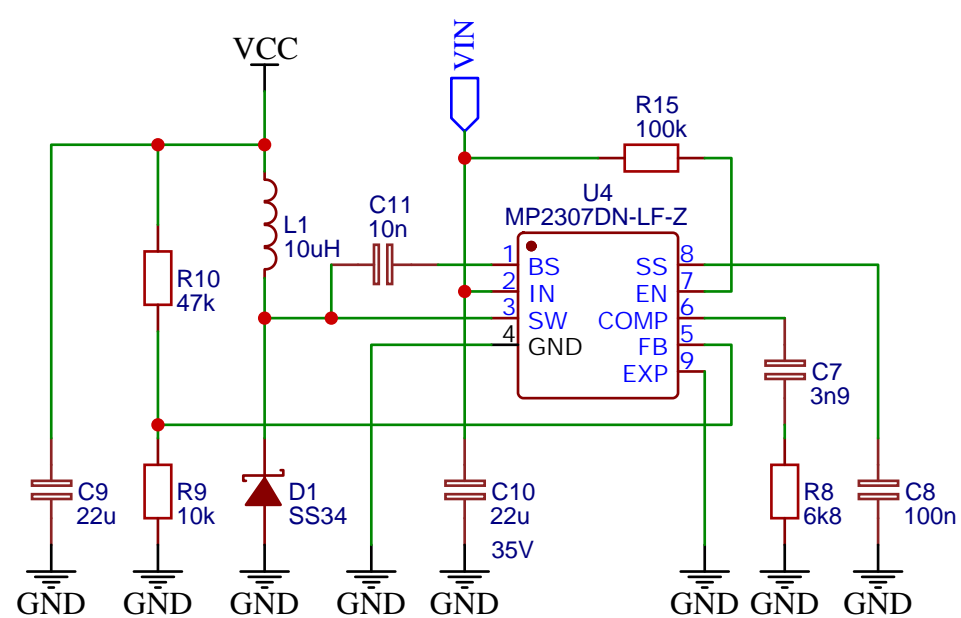 VIN
VCC
R15
100k
U4
MP2307DN-LF-Z
C11
10n
L1
10uH
R10
47k
1
BS
2
IN
3
SW
4
GND
8
SS
7
EN
6
COMP
5
FB
9
EXP
C7
3n9
C9
22u
R9
10k
D1
SS34
C10
22u
35V
R8
6k8
C8
100n
GND
GND
GND
GND
GND
GND
GND
GND